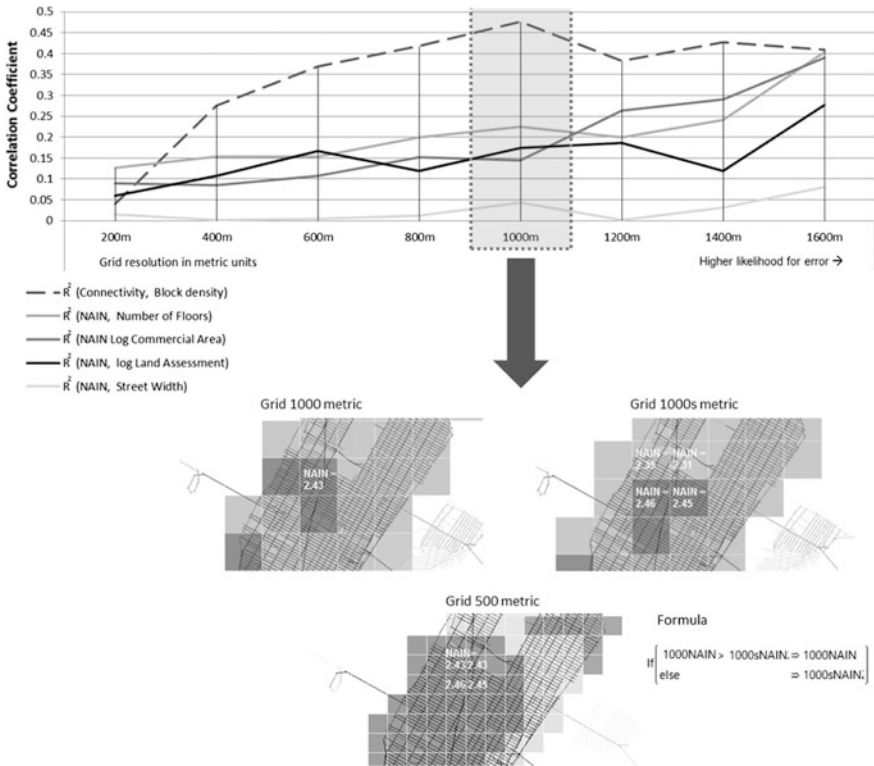 Correlation Coefficient
0.5
0.45
0.4
0.35
0.3
0.25
0.2
0.15
0.1
0.05
0
200m 400m 600m 800m 1000m 1200m 1400m 1600m
Grid resolution in metric units
Higher likelihood for error →
R² (Connectivity, Block density)
R² (NAIN, Number of Floors)
R² (NAIN Log Commercial Area)
R² (NAIN, log Land Assessment)
R² (NAIN, Street Width)
Grid 1000 metric
NAIN =
2.43
Grid 1000s metric
NAIN = NAIN =
2.35 2.31
NAIN = NAIN =
2.46 2.45
Grid 500 metric
NAIN =
2.43 2.43
2.46 2.45
Formula
If
1000NAIN > 1000sNAIN. ⇒ 1000NAIN
else ⇒ 1000sNAIN